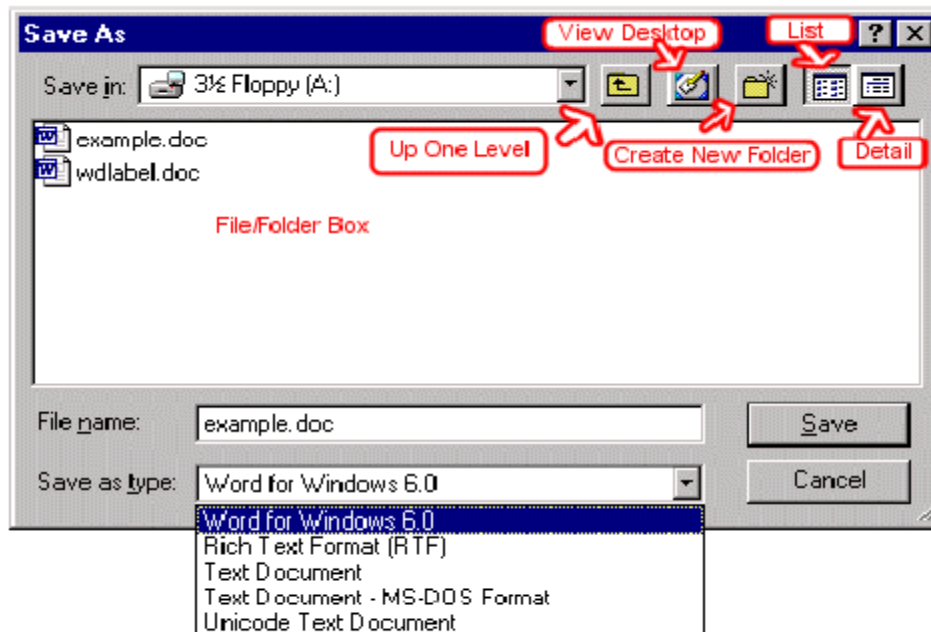 Save As
View Desktop
List
Save in:
3½ Floppy (A:)
example.doc
wdlabel.doc
Up One Level
Create New Folder
Detail
File/Folder Box
File name:
example.doc
Save
Save as type:
Word for Windows 6.0
Cancel
Word for Windows 6.0
Rich Text Format (RTF)
Text Document
Text Document - MS-DOS Format
Unicode Text Document